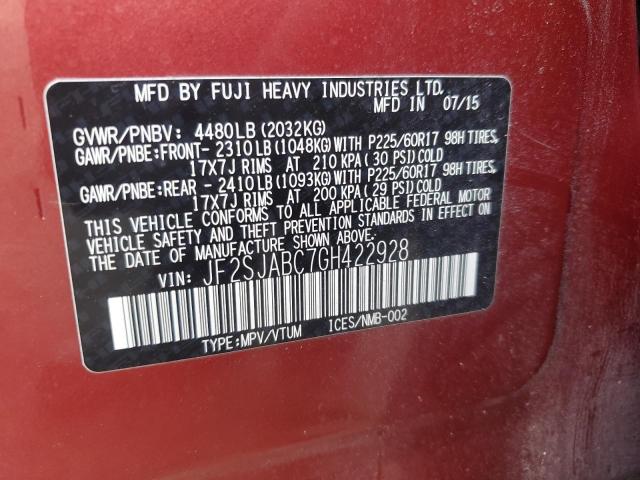 MFD BY FUJI HEAVY INDUSTRIES LTD.
MFD IN 07/15
GVWR/PNBV: 4480LB(2032KG)
GAWR/PNBE:FRONT- 2310LB(1048KG)WITH P225/60R17 98H TIRES,
17X7J RIMS AT 210 KPA(30 PSI)COLD
GAWR/PNBE:REAR - 2410LB(1093KG)WITH P225/60R17 98H TIRES,
17X7J RIMS AT 200 KPA(29 PSI)COLD
THIS VEHICLE CONFORMS TO ALL APPLICABLE FEDERAL MOTOR
VEHICLE SAFETY AND THEFT PREVENTION STANDARDS IN EFFECT ON
THE DATE OF MANUFACTURE SHOWN ABOVE.
VIN: JF2SJABC7GH422928
TYPE:MPV/VTUM ICES/NMB-002